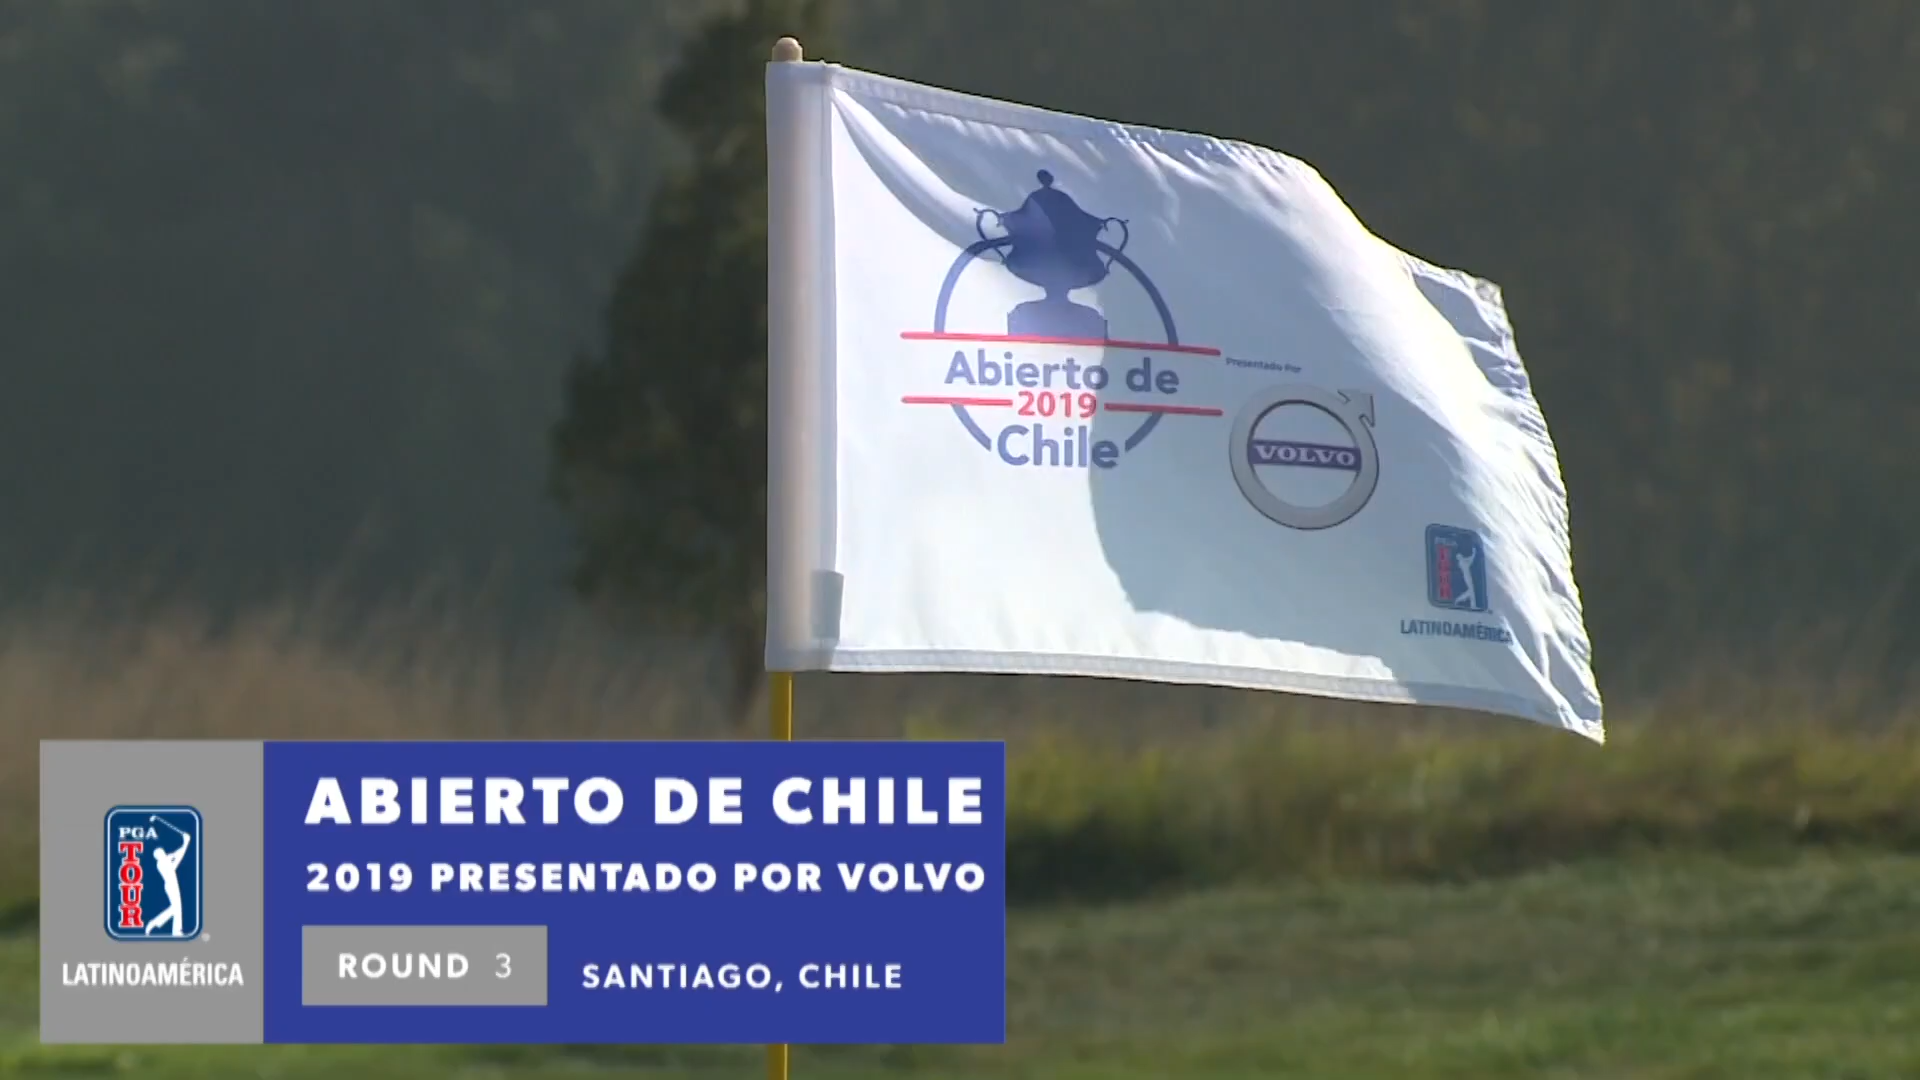 Abierto de
2019
Chile
Presentado Por
VOLVO
PGA
TOUR
LATINOAMÉRICA
PGA
TOUR
LATINOAMÉRICA
ABIERTO DE CHILE
2019 PRESENTADO POR VOLVO
ROUND 3
SANTIAGO, CHILE